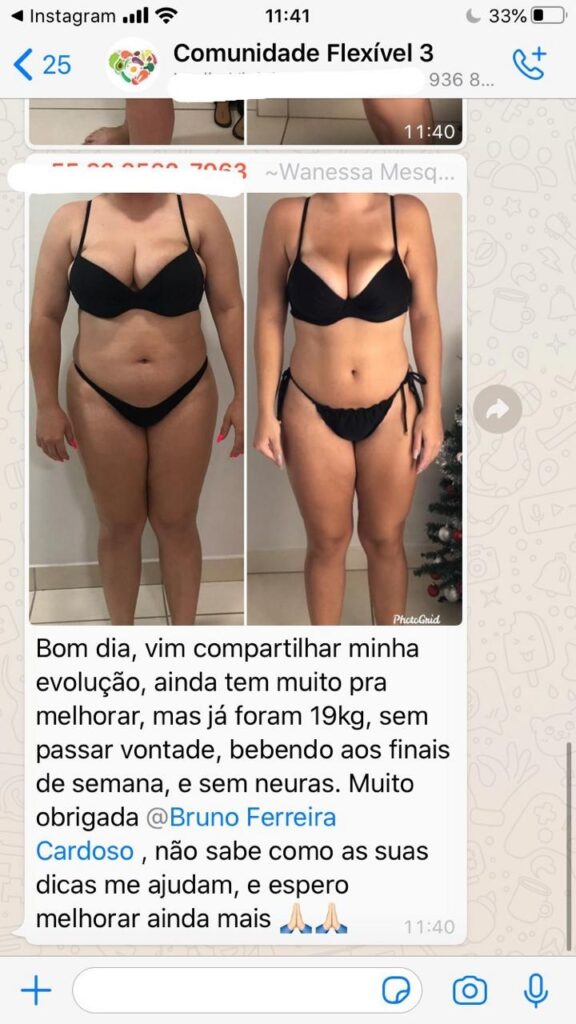 Instagram 11:41 33%
25 Comunidade Flexível 3
936 8...
11:40
~Wanessa Mesq...
PhotoGrid
Bom dia, vim compartilhar minha
evolução, ainda tem muito pra
melhorar, mas já foram 19kg, sem
passar vontade, bebendo aos finais
de semana, e sem neuras. Muito
obrigada @Bruno Ferreira
Cardoso , não sabe como as suas
dicas me ajudam, e espero
melhorar ainda mais 🙏🏻🙏🏻
11:40